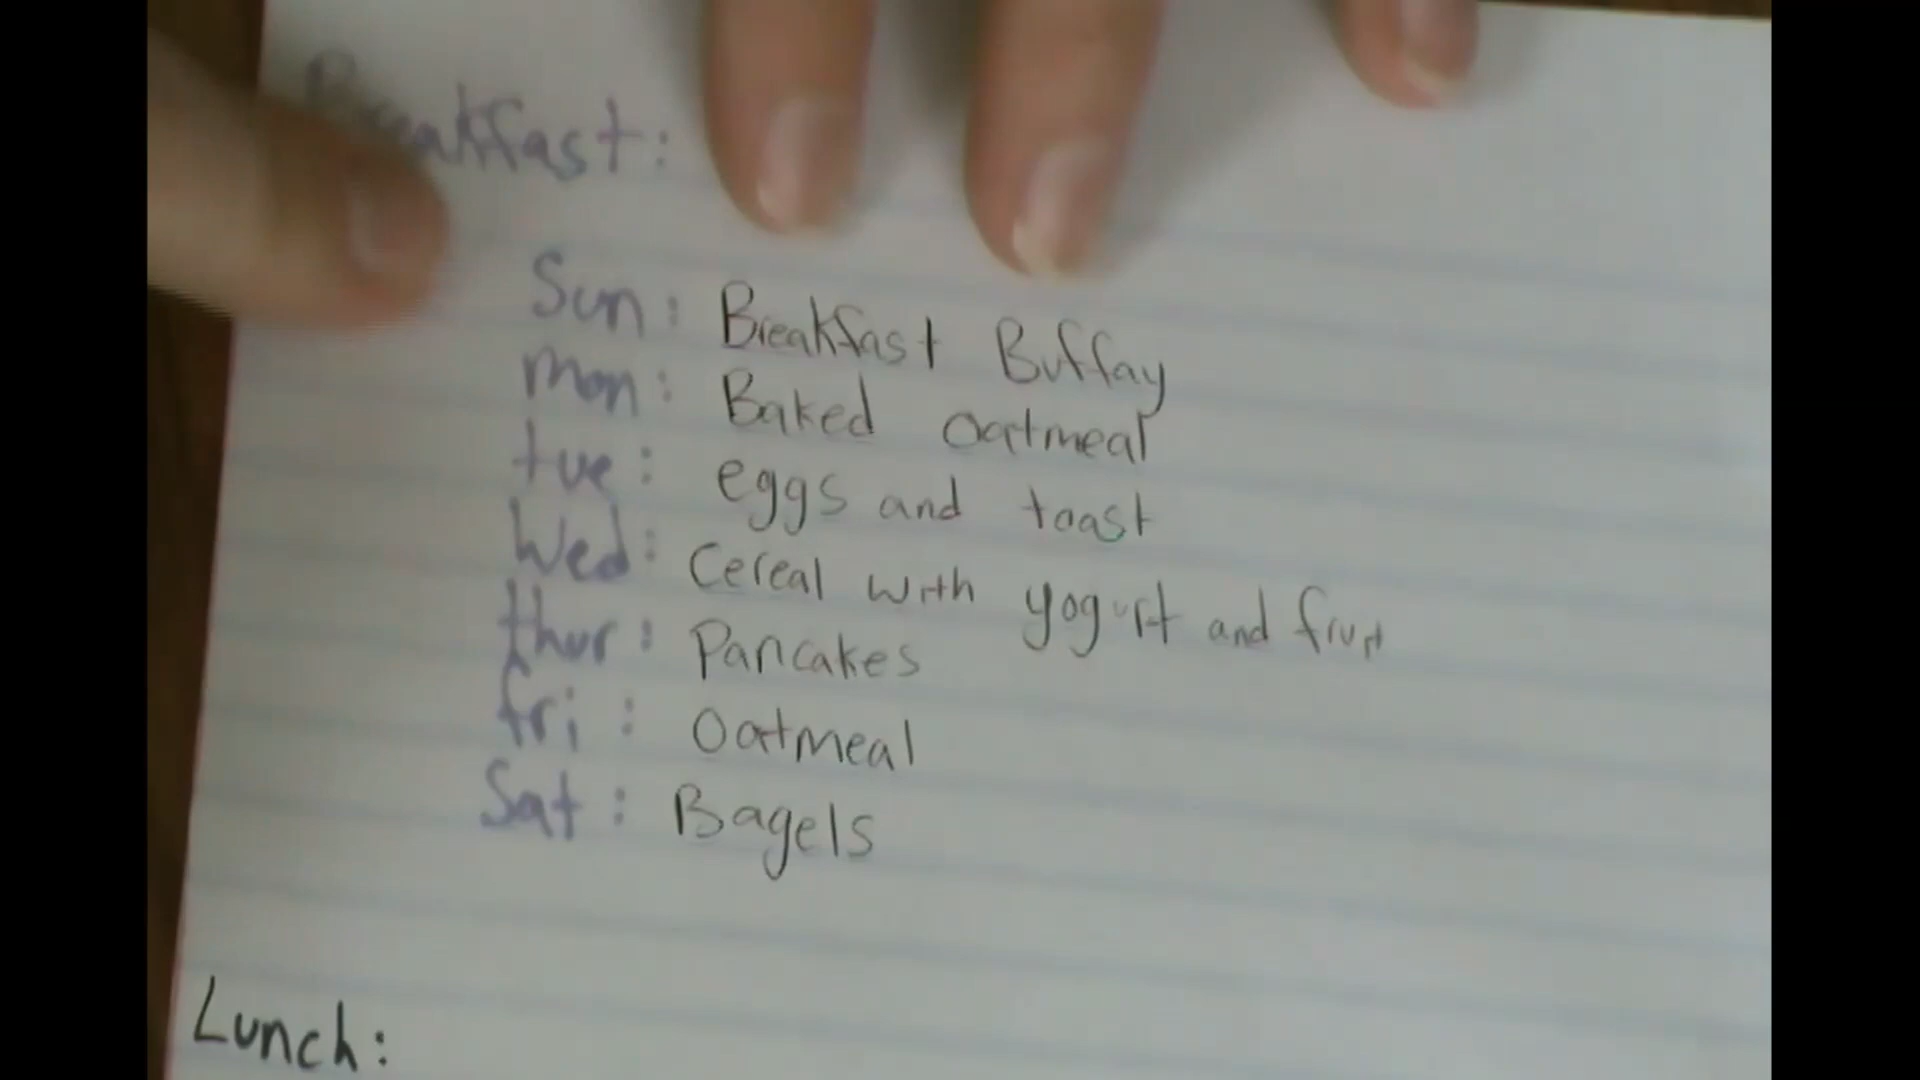 Breakfast:
Sun: Breakfast Buffay
mon: Baked oatmeal
tue: eggs and toast
Wed: Cereal with yogurt and fruit
thur: Pancakes
fri: Oatmeal
Sat: Bagels
Lunch: